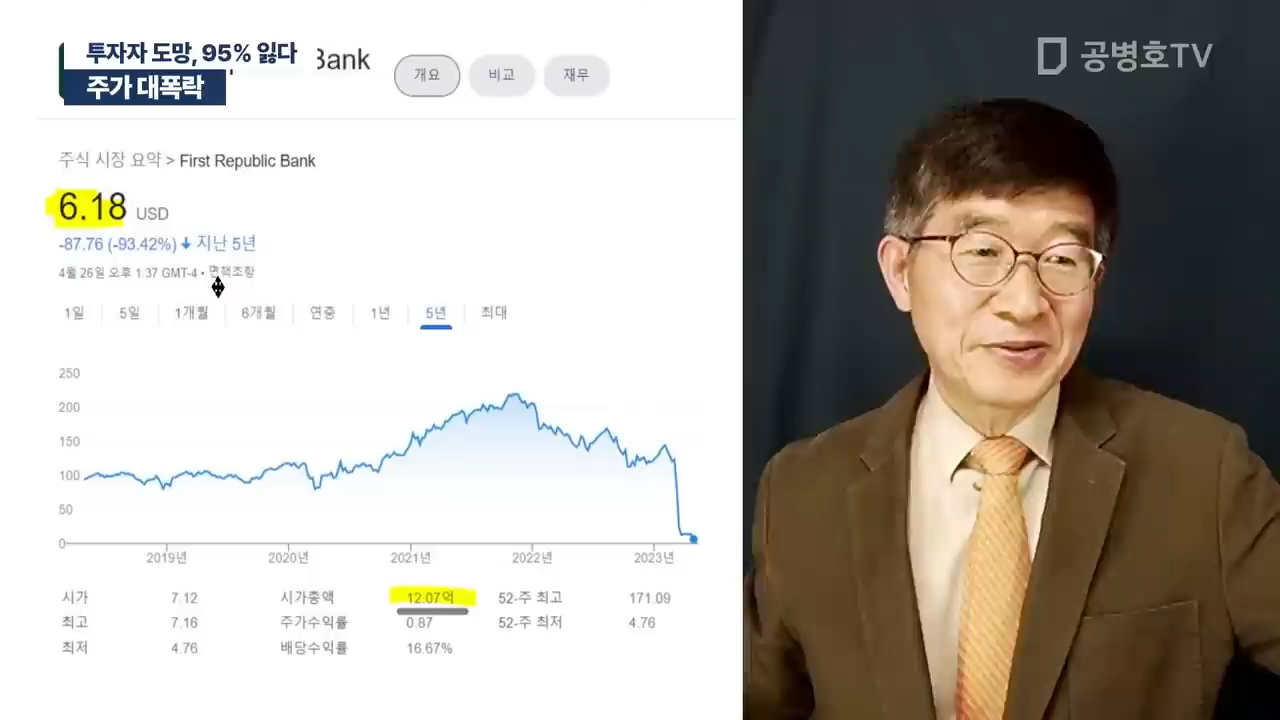 투자자 도망, 95% 잃다
주가 대폭락
Bank
개요
비교
재무
공병호TV
주식 시장 요약 > First Republic Bank
6.18 USD
-87.76 (-93.42%) ↓ 지난 5년
4월 26일 오후 1:37 GMT-4 • 면책조항
1일 5일 1개월 6개월 연중 1년 5년 최대
250
200
150
100
50
0
2019년 2020년 2021년 2022년 2023년
시가 7.12 시가총액 12.07억 52-주 최고 171.09
최고 7.16 주가수익률 0.87 52-주 최저 4.76
최저 4.76 배당수익률 16.67%